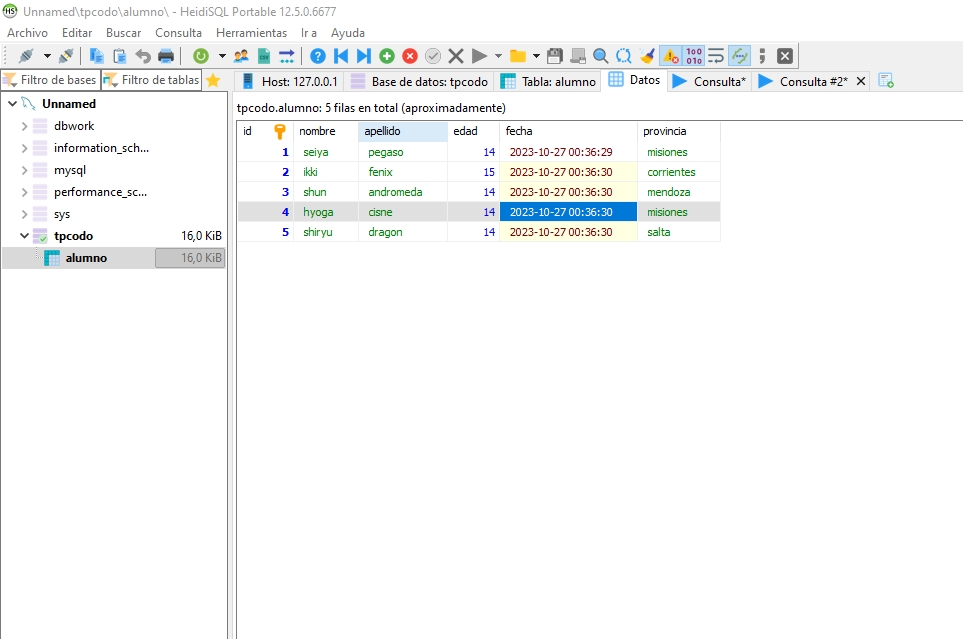 Unnamed\tpcodo\alumno\ - HeidiSQL Portable 12.5.0.6677
Archivo Editar Buscar Consulta Herramientas Ir a Ayuda
Filtro de bases Filtro de tablas Host: 127.0.0.1 Base de datos: tpcodo Tabla: alumno Datos Consulta* Consulta #2*
Unnamed
dbwork
information_sch...
mysql
performance_sc...
sys
tpcodo 16,0 KiB
alumno 16,0 KiB
tpcodo.alumno: 5 filas en total (aproximadamente)
id nombre apellido edad fecha provincia
1 seiya pegaso 14 2023-10-27 00:36:29 misiones
2 ikki fenix 15 2023-10-27 00:36:30 corrientes
3 shun andromeda 14 2023-10-27 00:36:30 mendoza
4 hyoga cisne 14 2023-10-27 00:36:30 misiones
5 shiryu dragon 14 2023-10-27 00:36:30 salta